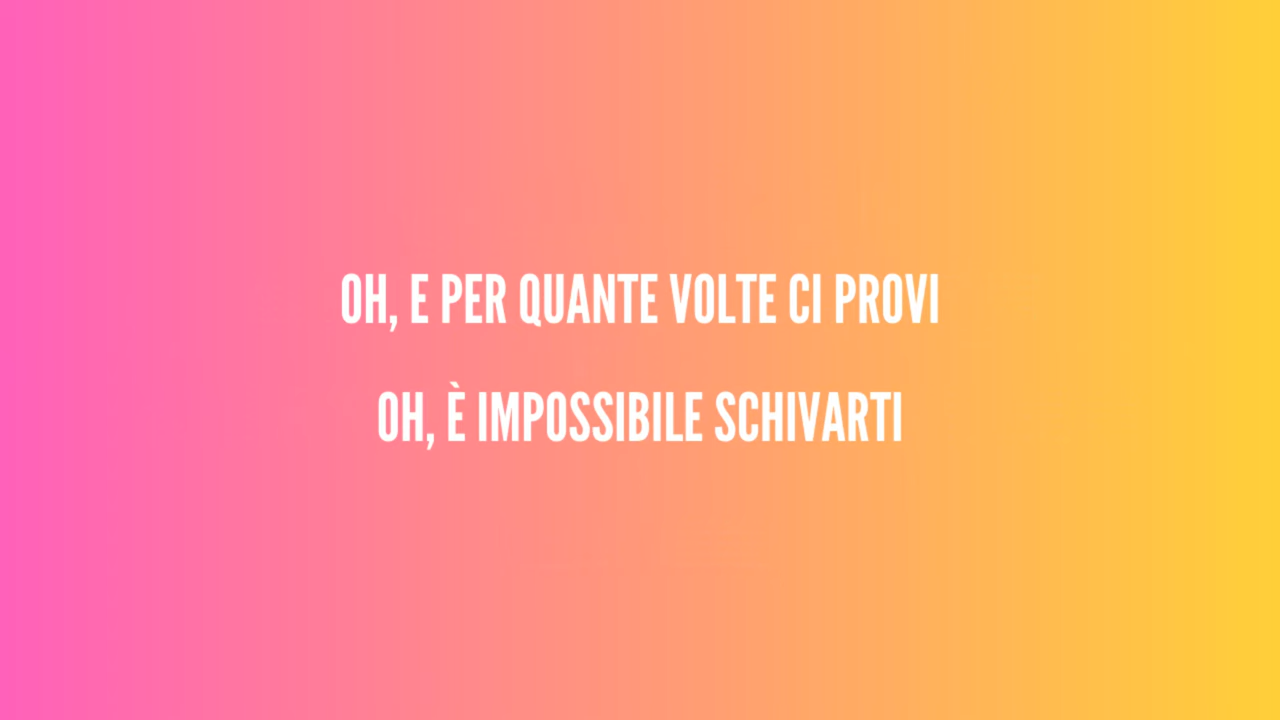 OH, E PER QUANTE VOLTE CI PROVI
OH, È IMPOSSIBILE SCHIVARTI